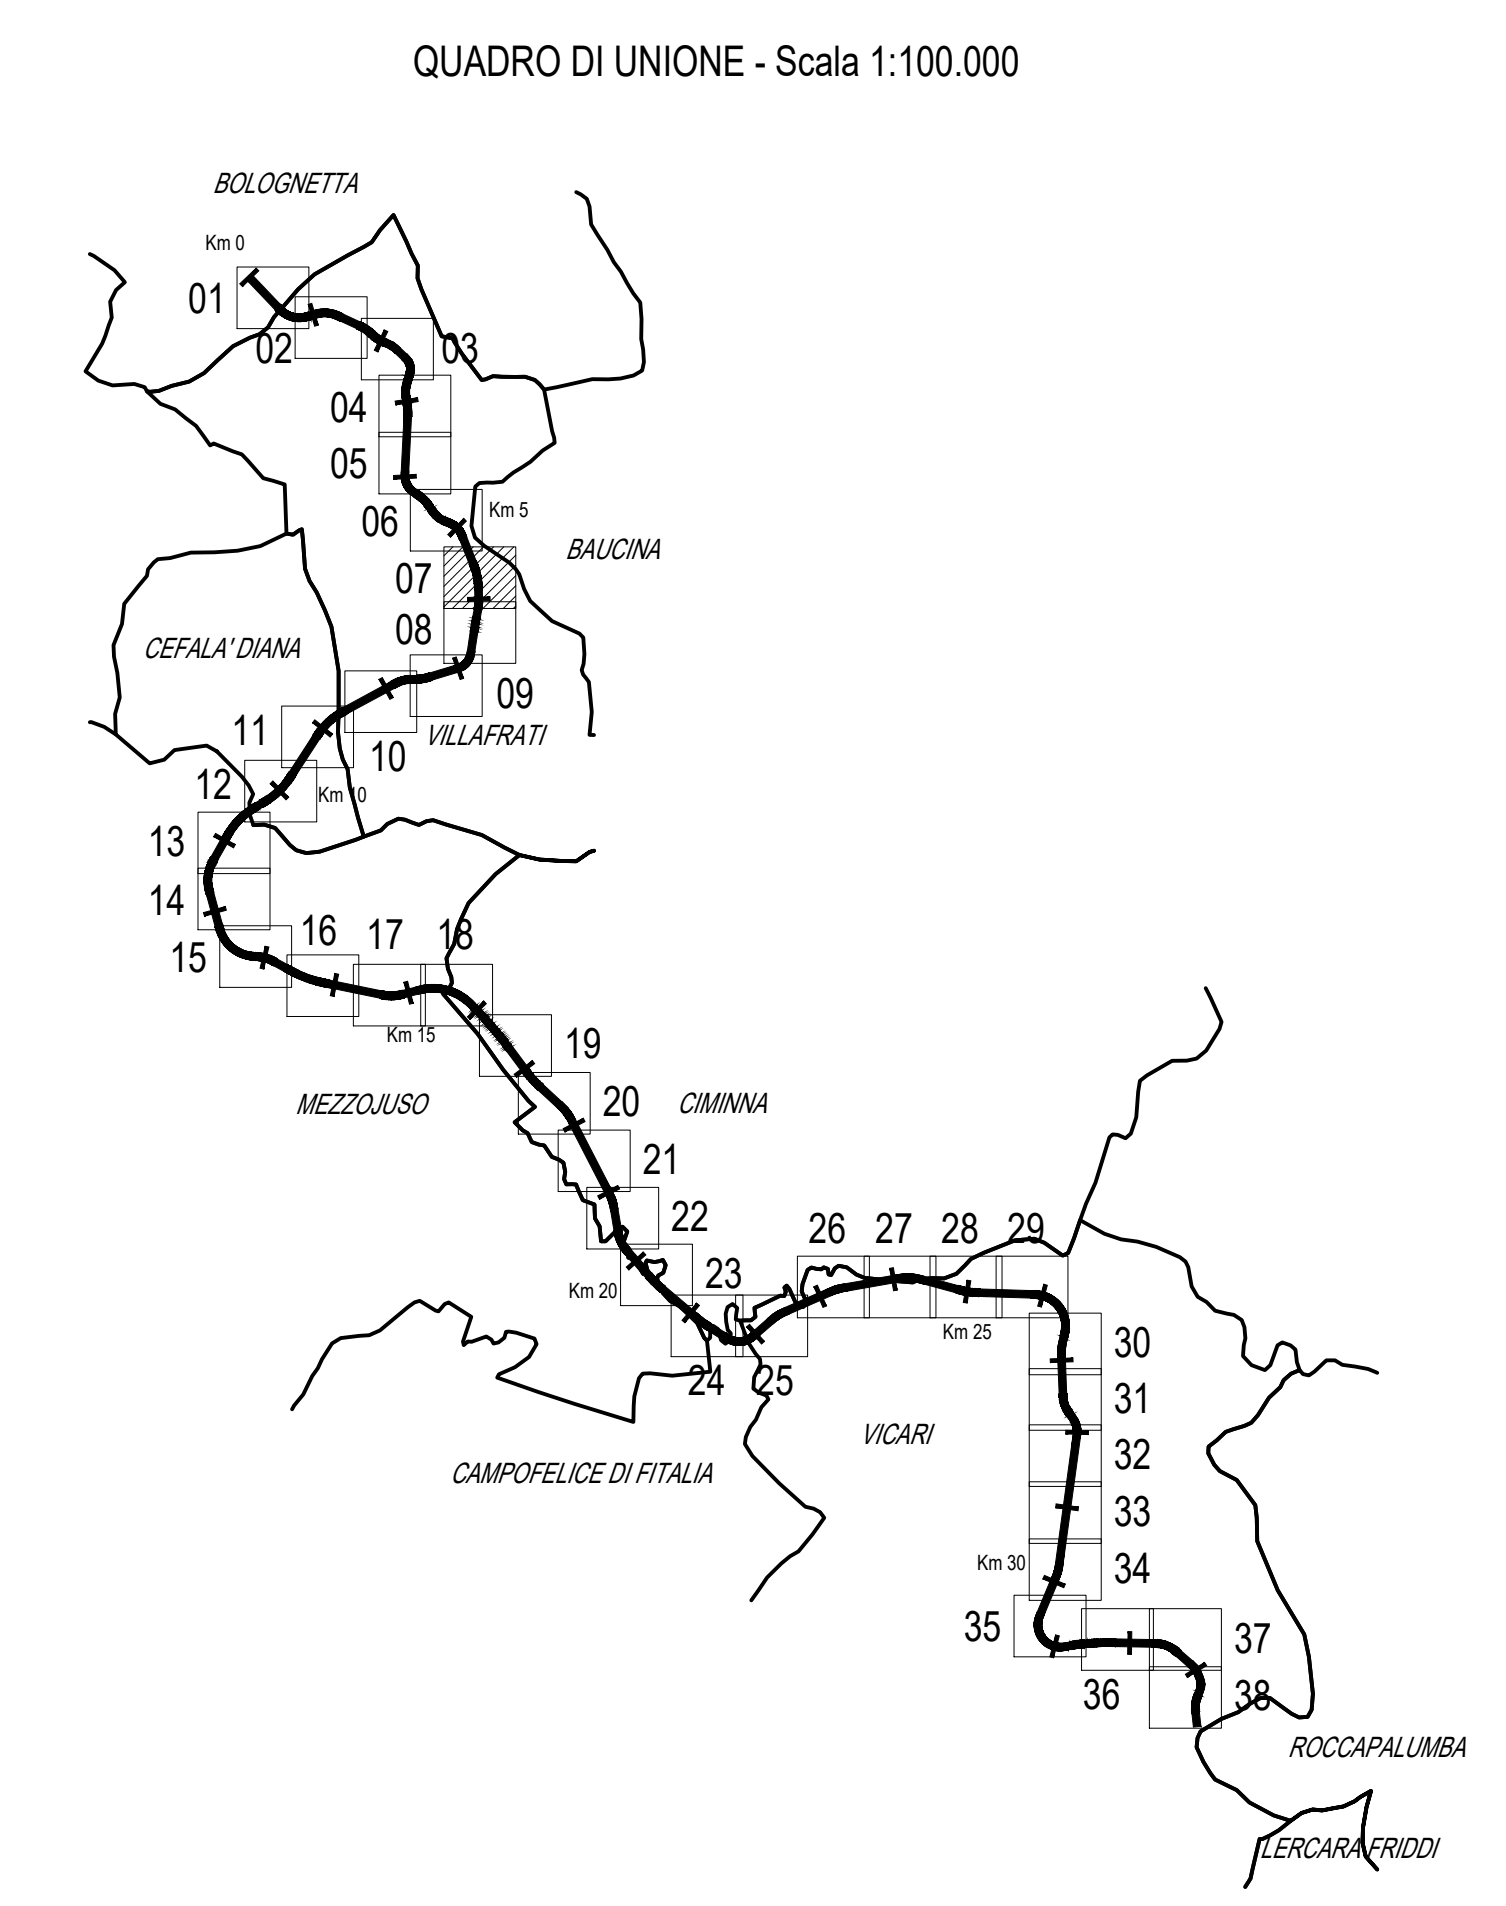 QUADRO DI UNIONE - Scala 1:100.000
BOLOGNETTA
Km 0
01
02
03
04
05
06
Km 5
BAUCINA
07
08
CEFALA' DIANA
09
VILLAFRATI
10
11
12
Km 10
13
14
15
16
17
18
Km 15
19
MEZZOJUSO
20
CIMINNA
21
22
Km 20
23
24
25
26
27
28
29
Km 25
30
31
VICARI
32
CAMPOFELICE DI FITALIA
33
Km 30
34
35
36
37
38
ROCCAPALUMBA
LERCARA FRIDDI